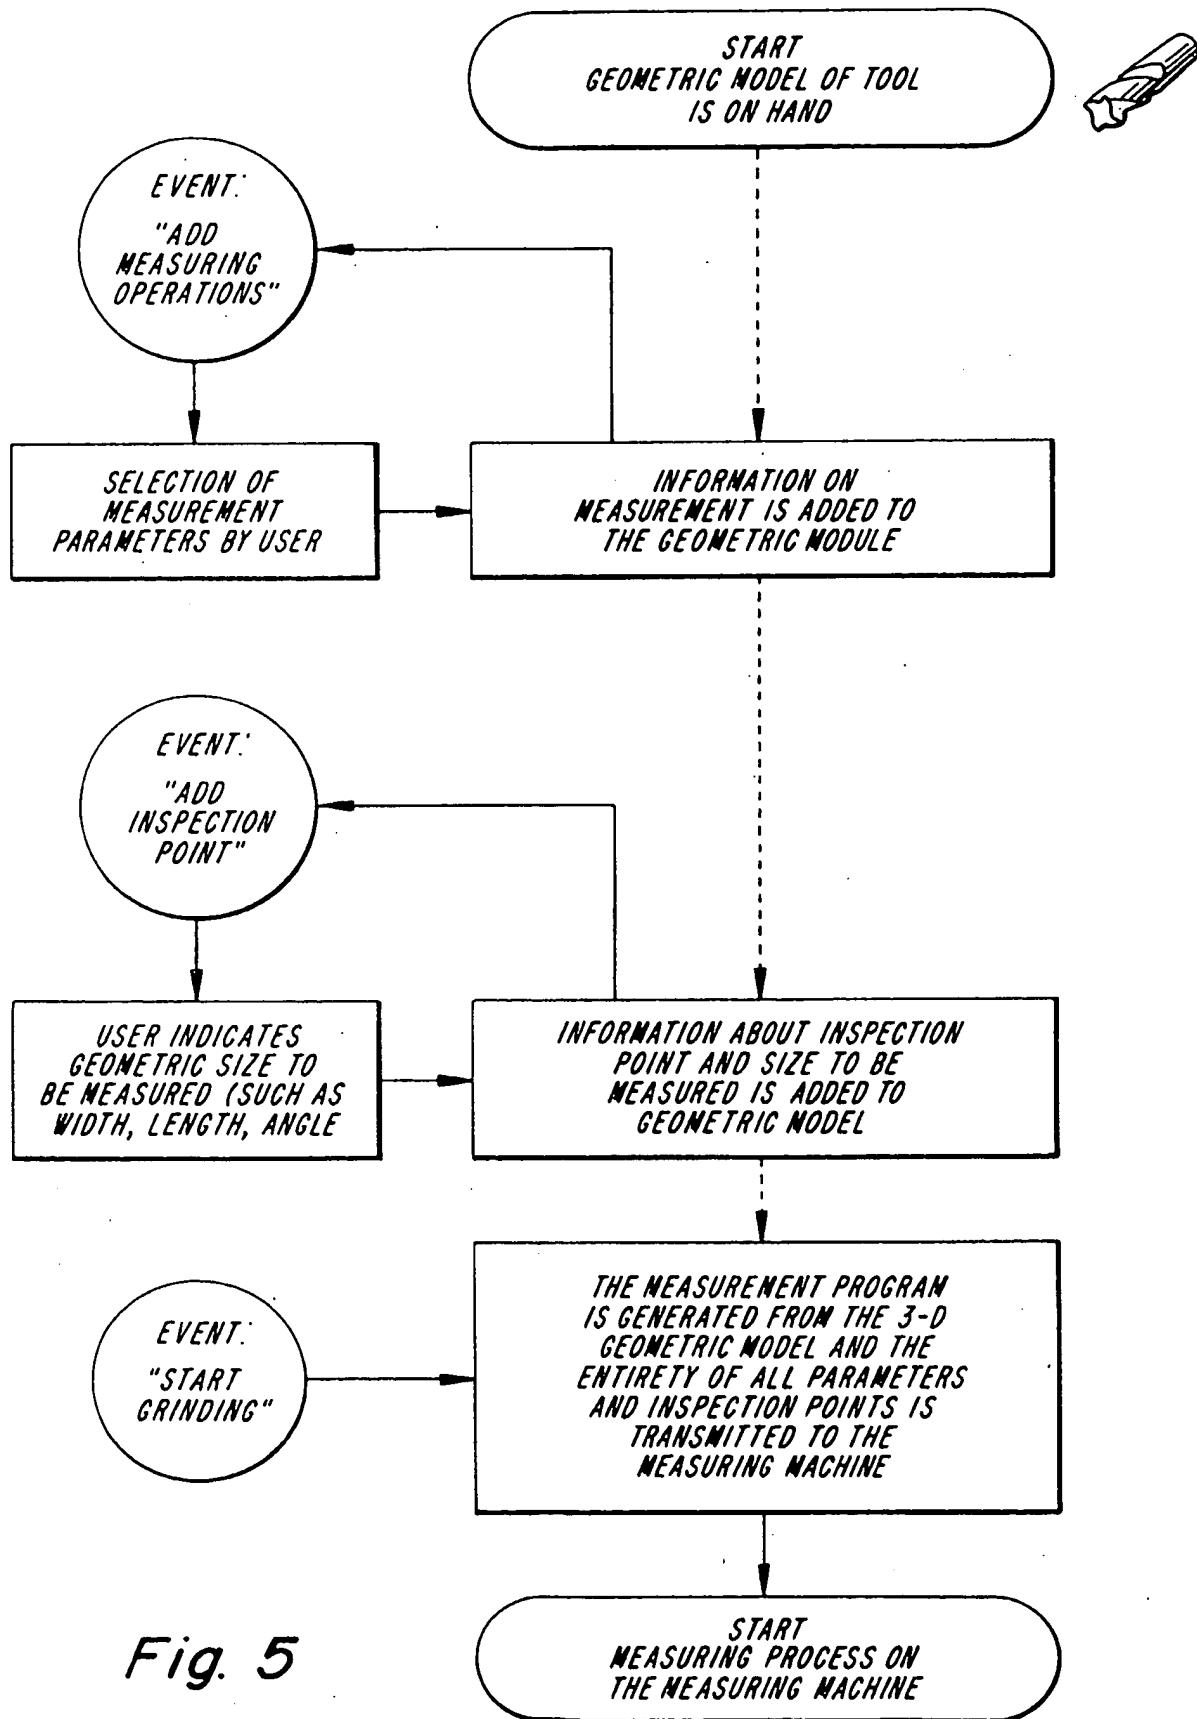 START
GEOMETRIC MODEL OF TOOL
IS ON HAND
EVENT:
"ADD
MEASURING
OPERATIONS"
SELECTION OF
MEASUREMENT
PARAMETERS BY USER
INFORMATION ON
MEASUREMENT IS ADDED TO
THE GEOMETRIC MODULE
EVENT:
"ADD
INSPECTION
POINT"
USER INDICATES
GEOMETRIC SIZE TO
BE MEASURED (SUCH AS
WIDTH, LENGTH, ANGLE
INFORMATION ABOUT INSPECTION
POINT AND SIZE TO BE
MEASURED IS ADDED TO
GEOMETRIC MODEL
EVENT:
"START
GRINDING"
THE MEASUREMENT PROGRAM
IS GENERATED FROM THE 3-D
GEOMETRIC MODEL AND THE
ENTIRETY OF ALL PARAMETERS
AND INSPECTION POINTS IS
TRANSMITTED TO THE
MEASURING MACHINE
START
MEASURING PROCESS ON
THE MEASURING MACHINE
Fig. 5